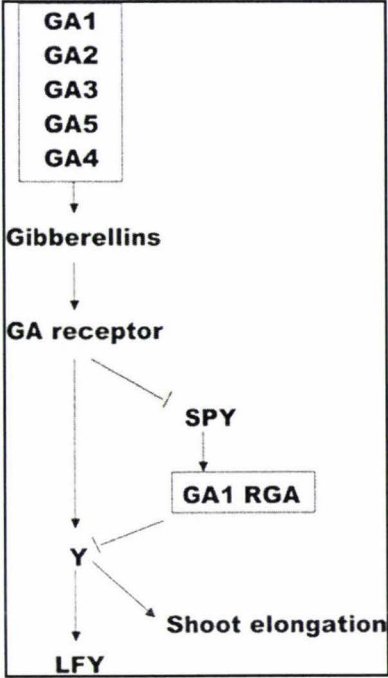 GA1
GA2
GA3
GA5
GA4
Gibberellins
GA receptor
SPY
GA1 RGA
Y
Shoot elongation
LFY